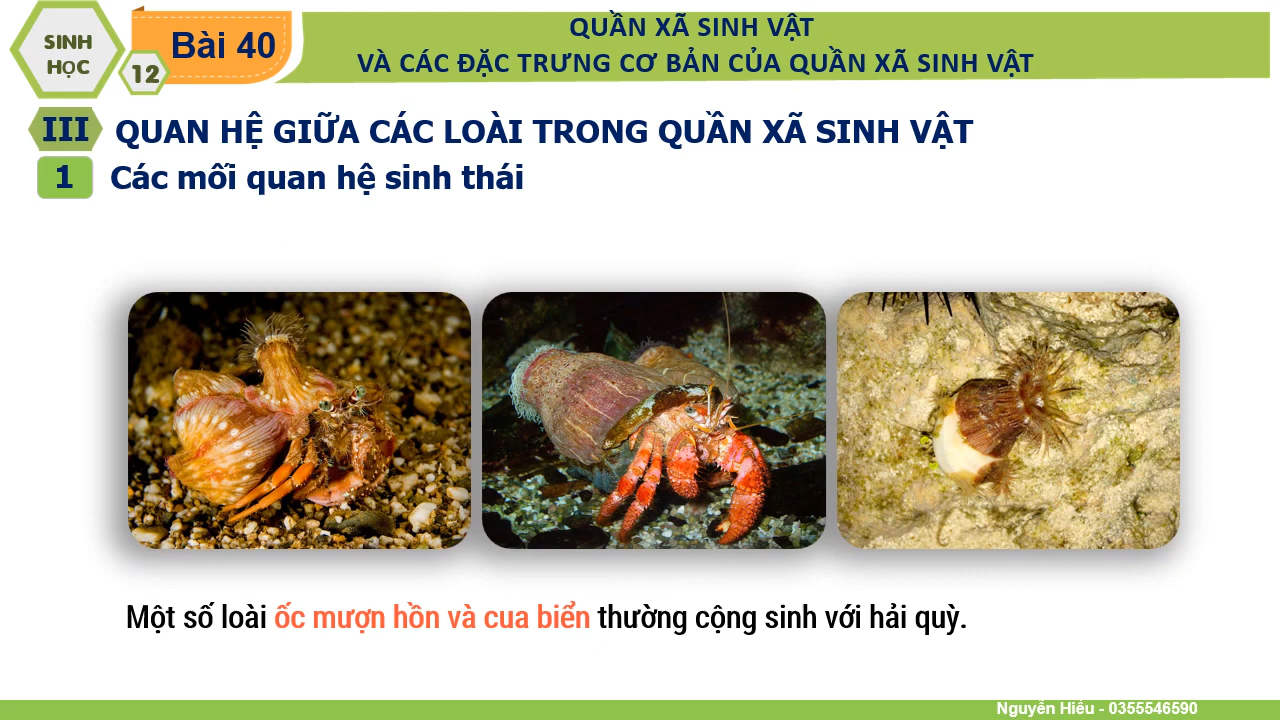 SINH
HỌC
12
Bài 40
QUẦN XÃ SINH VẬT
VÀ CÁC ĐẶC TRƯNG CƠ BẢN CỦA QUẦN XÃ SINH VẬT
III QUAN HỆ GIỮA CÁC LOÀI TRONG QUẦN XÃ SINH VẬT
1 Các mối quan hệ sinh thái
Một số loài ốc mượn hồn và cua biển thường cộng sinh với hải quỳ.
Nguyễn Hiếu - 0355546590